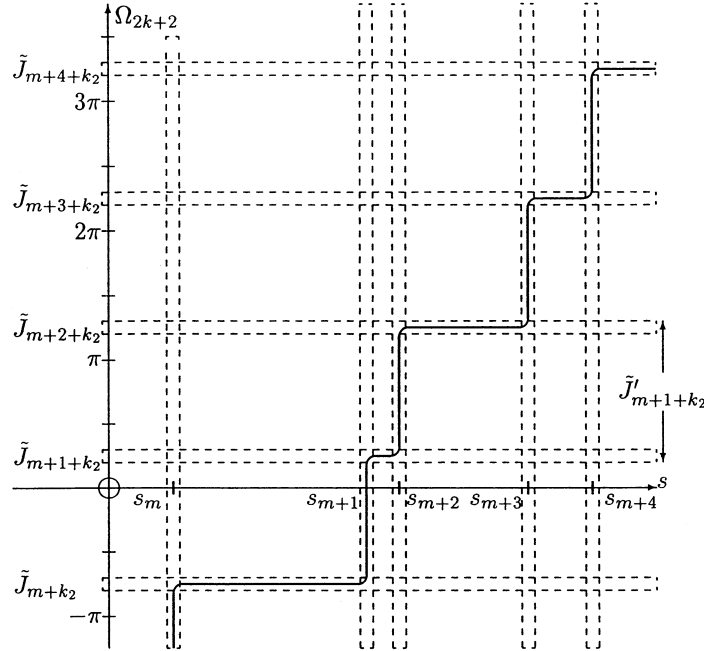 Ω_{2k+2}
J̃_{m+4+k_2}
3π
J̃_{m+3+k_2}
2π
J̃_{m+2+k_2}
π
J̃'_{m+1+k_2}
J̃_{m+1+k_2}
s_m s_{m+1} s_{m+2} s_{m+3} s_{m+4} s
J̃_{m+k_2}
−π